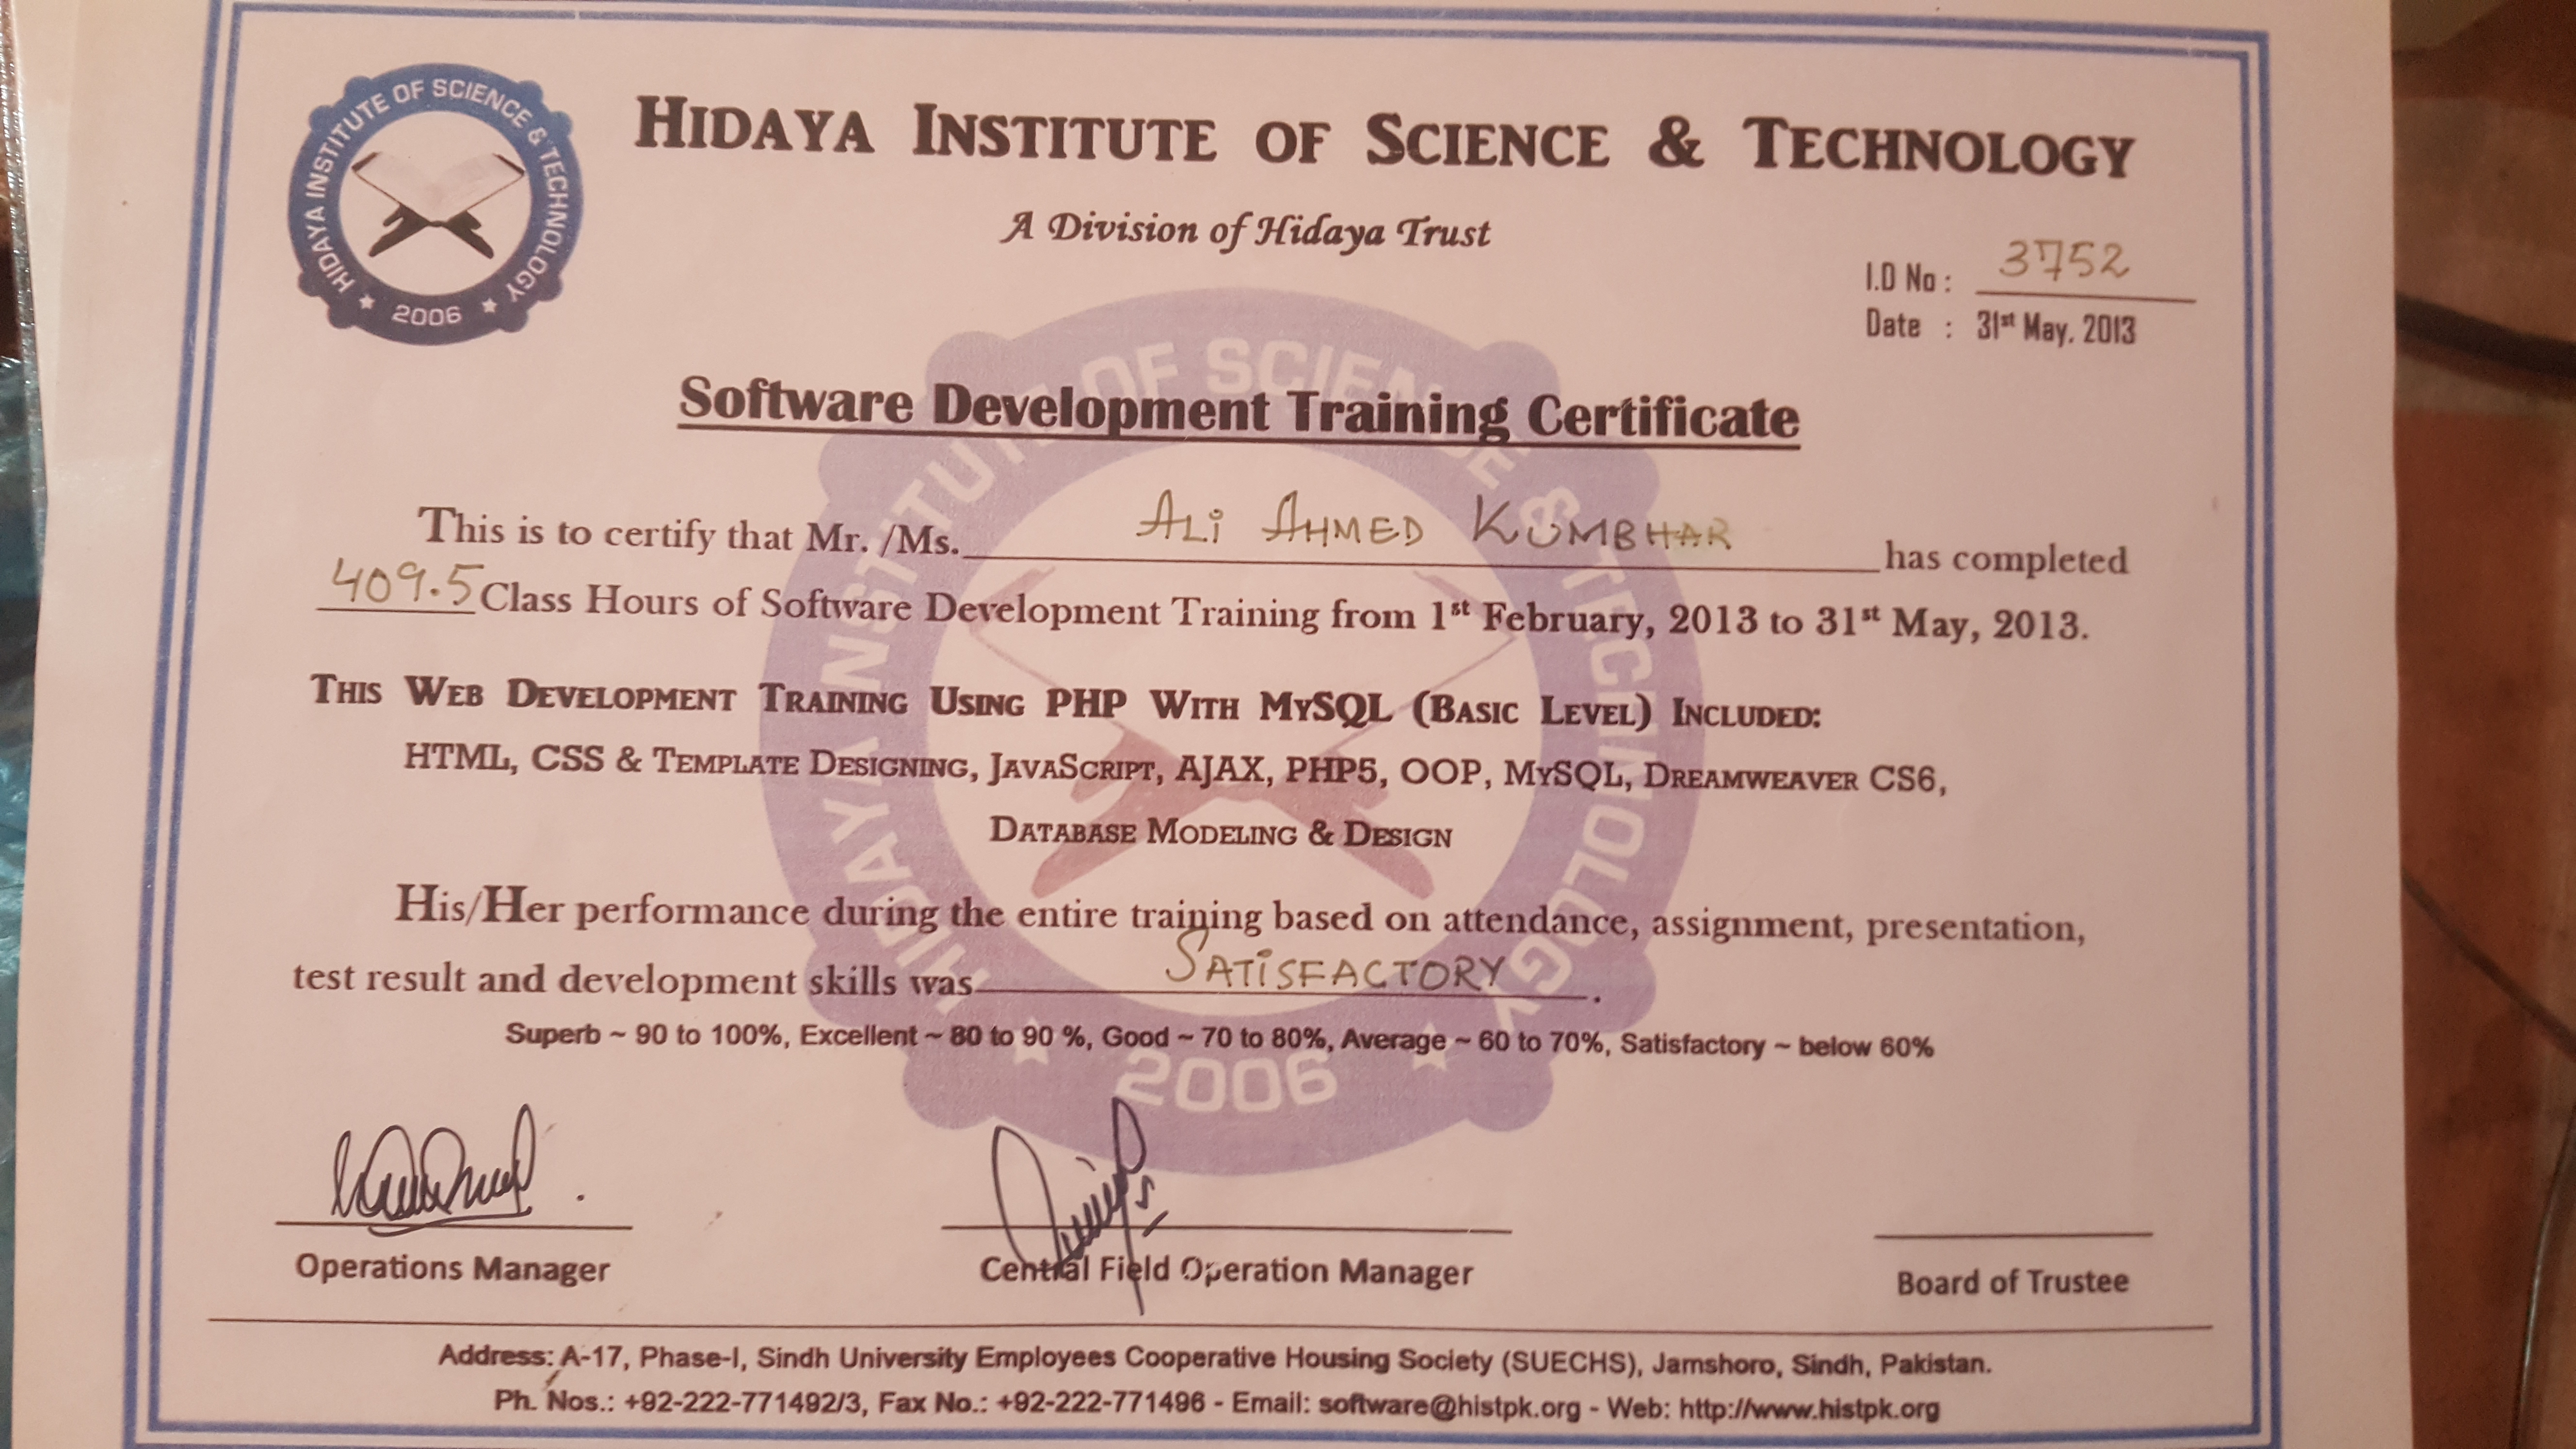 HIDAYA INSTITUTE OF SCIENCE & TECHNOLOGY
2006
HIDAYA INSTITUTE OF SCIENCE & TECHNOLOGY
A Division of Hidaya Trust
I.D No : 3752
Date : 31st May, 2013
Software Development Training Certificate
This is to certify that Mr. /Ms. ALi AHMED KUMBHAR has completed
409.5 Class Hours of Software Development Training from 1st February, 2013 to 31st May, 2013.
THIS WEB DEVELOPMENT TRAINING USING PHP WITH MYSQL (BASIC LEVEL) INCLUDED:
HTML, CSS & TEMPLATE DESIGNING, JAVASCRIPT, AJAX, PHP5, OOP, MYSQL, DREAMWEAVER CS6,
DATABASE MODELING & DESIGN
His/Her performance during the entire training based on attendance, assignment, presentation,
test result and development skills was SATiSFACTORY.
Superb ~ 90 to 100%, Excellent ~ 80 to 90 %, Good ~ 70 to 80%, Average ~ 60 to 70%, Satisfactory ~ below 60%
HIDAYA INSTITUTE OF SCIENCE & TECHNOLOGY
2006
Operations Manager
Central Field Operation Manager
Board of Trustee
Address: A-17, Phase-I, Sindh University Employees Cooperative Housing Society (SUECHS), Jamshoro, Sindh, Pakistan.
Ph. Nos.: +92-222-771492/3, Fax No.: +92-222-771496 - Email: software@histpk.org - Web: http://www.histpk.org